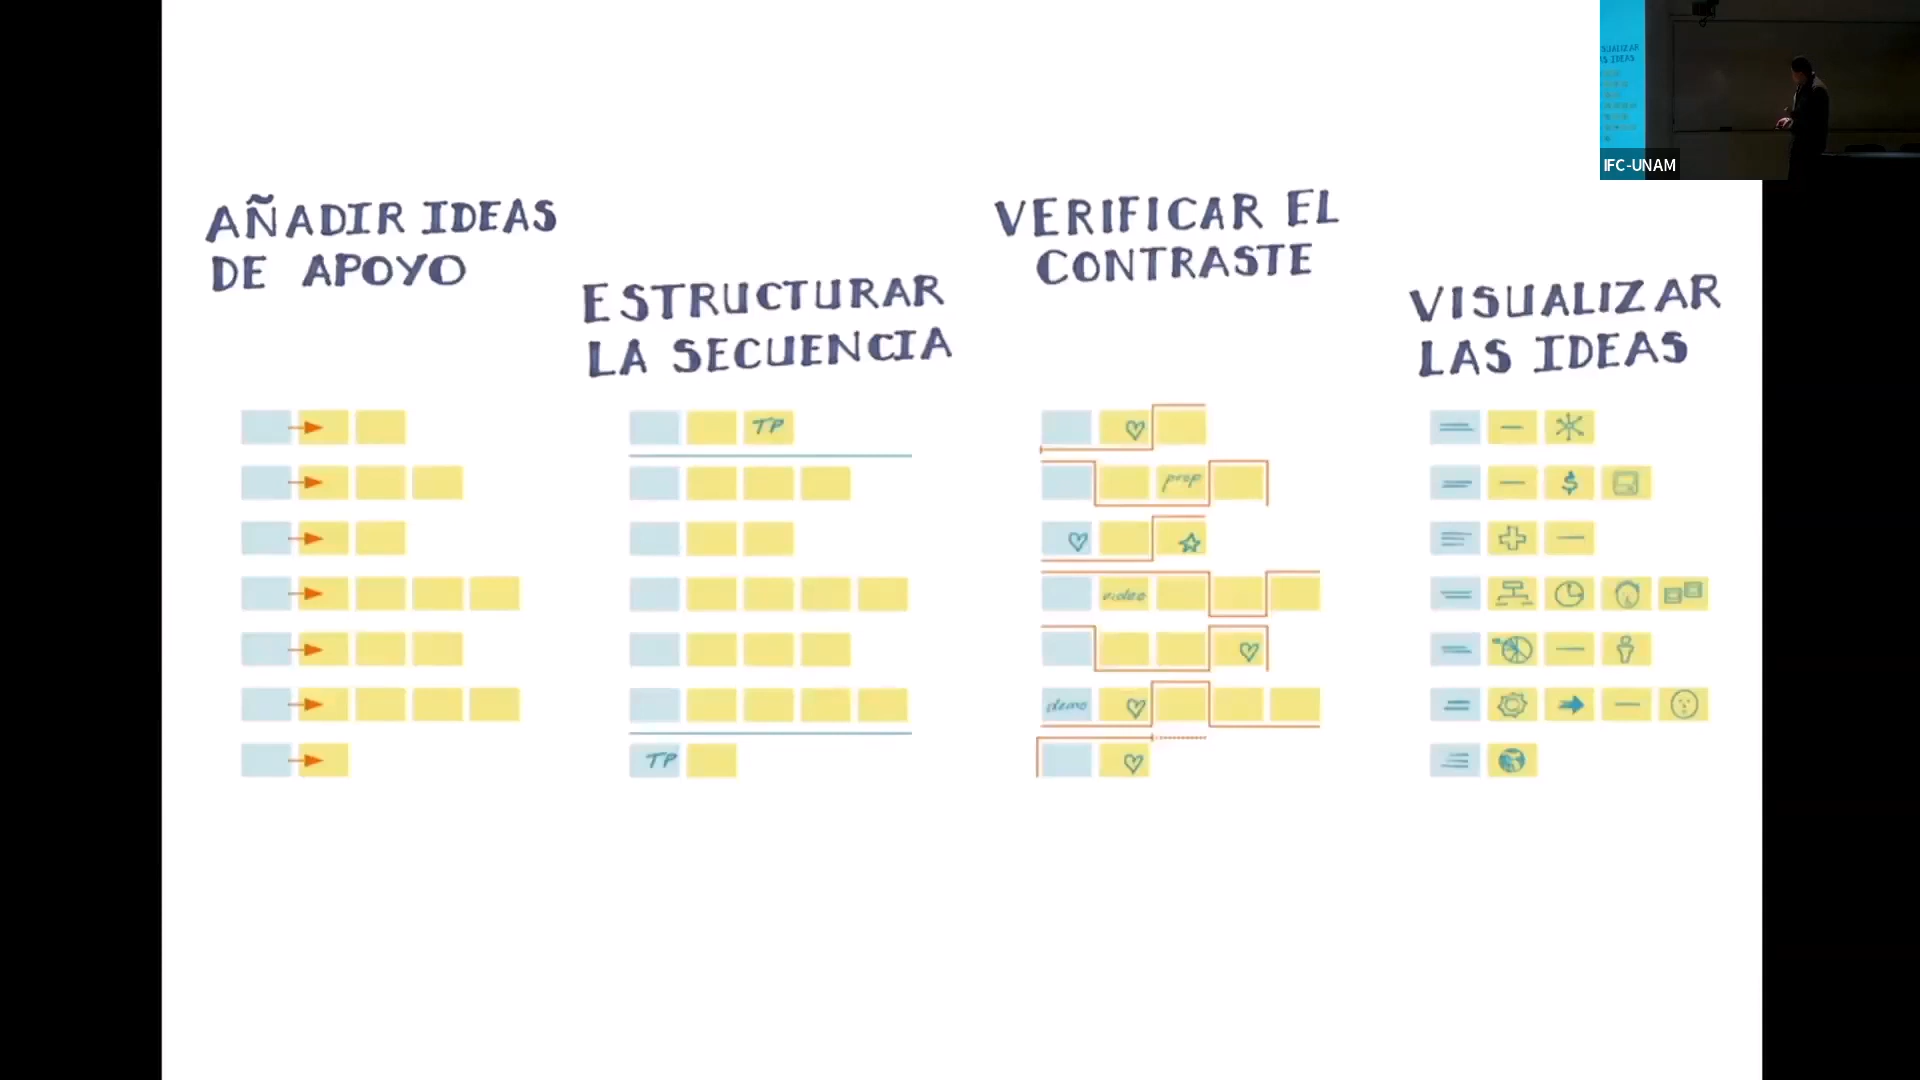 AÑADIR IDEAS
DE APOYO
ESTRUCTURAR
LA SECUENCIA
TP
TP
VERIFICAR EL
CONTRASTE
prop
video
demo
VISUALIZAR
LAS IDEAS
$
IFC-UNAM